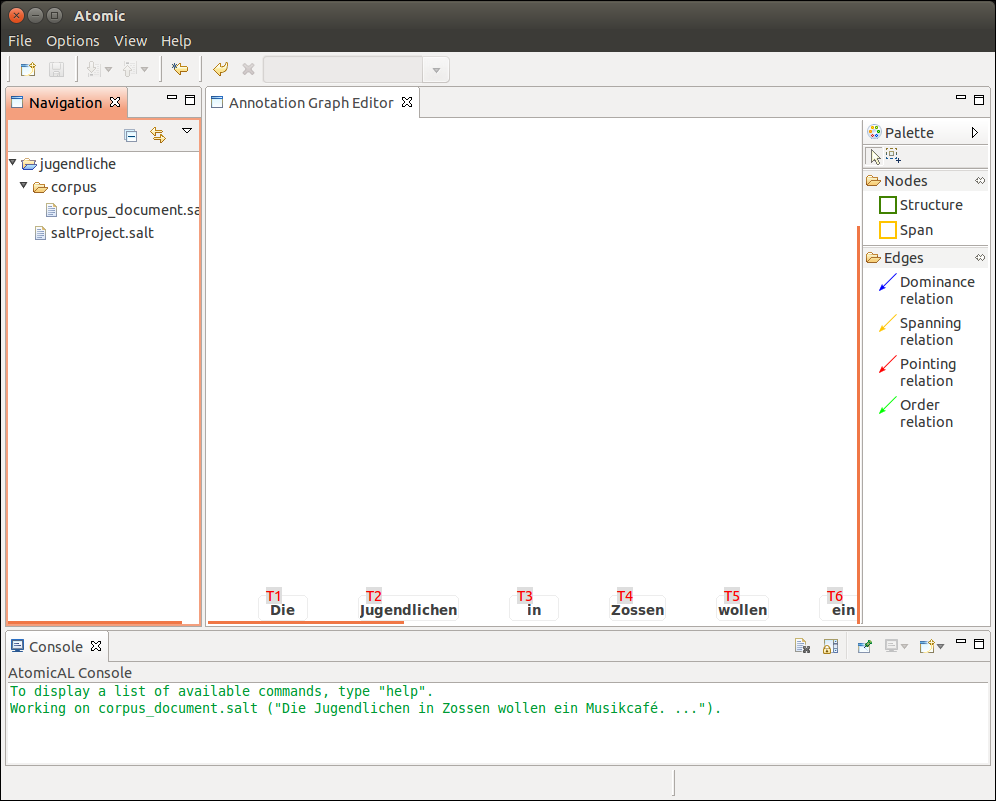 Atomic
File Options View Help
Navigation
Annotation Graph Editor
jugendliche
corpus
corpus_document.sa
saltProject.salt
Palette
Nodes
Structure
Span
Edges
Dominance
relation
Spanning
relation
Pointing
relation
Order
relation
T1 T2 T3 T4 T5 T6
Die Jugendlichen in Zossen wollen ein
Console
AtomicAL Console
To display a list of available commands, type "help".
Working on corpus_document.salt ("Die Jugendlichen in Zossen wollen ein Musikcafé. ...").